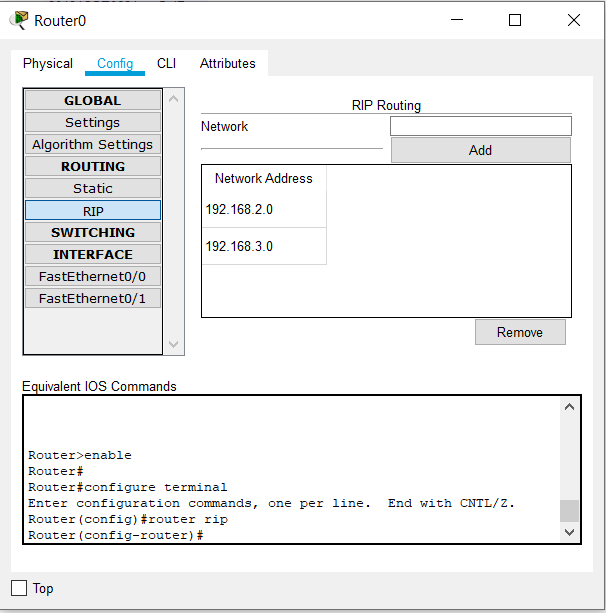 Router0
Physical Config CLI Attributes
GLOBAL
Settings
Algorithm Settings
ROUTING
Static
RIP
SWITCHING
INTERFACE
FastEthernet0/0
FastEthernet0/1
RIP Routing
Network
Add
Network Address
192.168.2.0
192.168.3.0
Remove
Equivalent IOS Commands
Router>enable
Router#
Router#configure terminal
Enter configuration commands, one per line.  End with CNTL/Z.
Router(config)#router rip
Router(config-router)#
Top